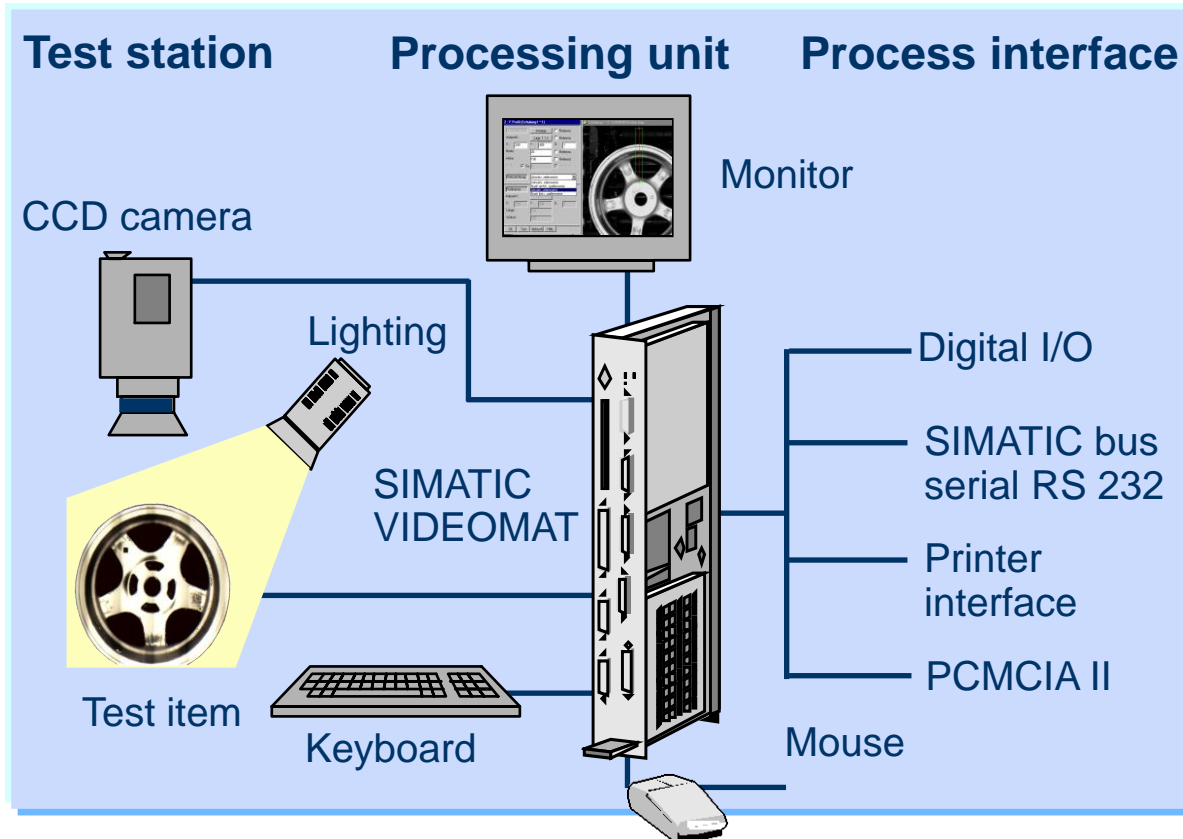 Test station
Processing unit
Process interface
Monitor
CCD camera
Lighting
Digital I/O
SIMATIC bus
serial RS 232
SIMATIC
VIDEOMAT
Printer
interface
PCMCIA II
Test item
Keyboard
Mouse